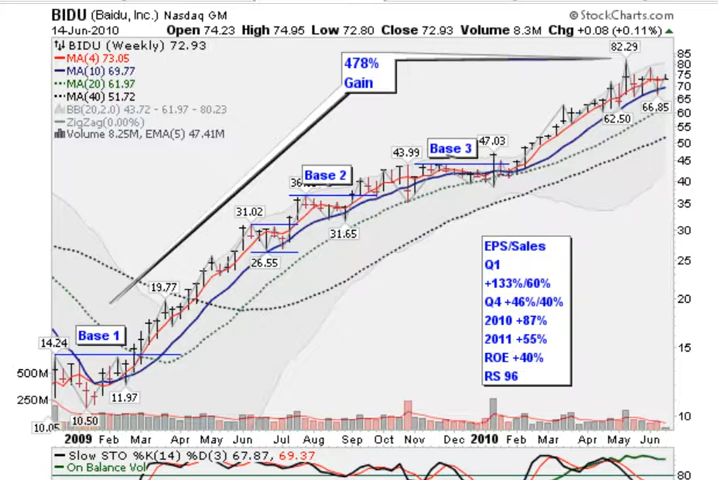 BIDU (Baidu, Inc.) Nasdaq GM
© StockCharts.com
14-Jun-2010
Open 74.23 High 74.95 Low 72.80 Close 72.93 Volume 8.3M Chg +0.08 (+0.11%)
BIDU (Weekly) 72.93
MA(4) 73.05
MA(10) 69.77
MA(20) 61.97
MA(40) 51.72
BB(20,2.0) 43.72 - 61.97 - 80.23
ZigZag(0.00%)
Volume 8.25M, EMA(5) 47.41M
478%
Gain
82.29
62.50
66.85
Base 3
47.03
43.99
Base 2
31.65
31.02
26.55
19.77
Base 1
14.24
11.97
10.50
10.05
500M
250M
EPS/Sales
Q1
+133%/60%
Q4 +46%/40%
2010 +87%
2011 +55%
ROE +40%
RS 96
85
80
75
70
65
60
55
50
45
40
35
30
25
20
15
10
2009 Feb Mar Apr May Jun Jul Aug Sep Oct Nov Dec 2010 Feb Mar Apr May Jun
Slow STO %K(14) %D(3) 67.87, 69.37
On Balance Vol
80